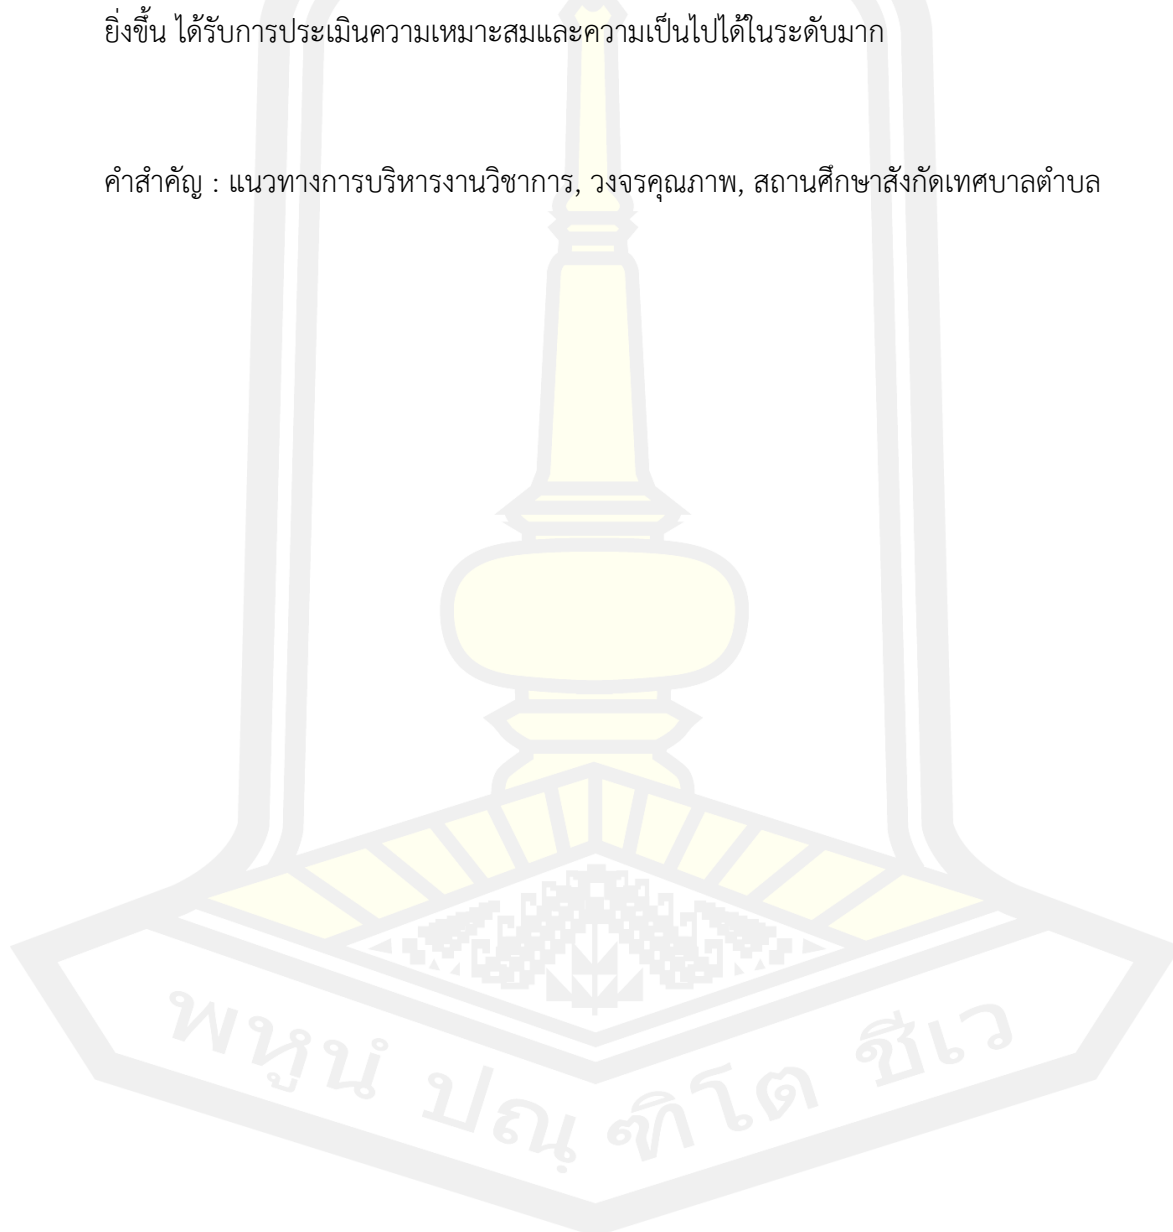 ยิ่งขึ้น ได้รับการประเมินความเหมาะสมและความเป็นไปได้ในระดับมาก
คำสำคัญ : แนวทางการบริหารงานวิชาการ, วงจรคุณภาพ, สถานศึกษาสังกัดเทศบาลตำบล
พหูนํ ปณฺฑิโต ชีเว